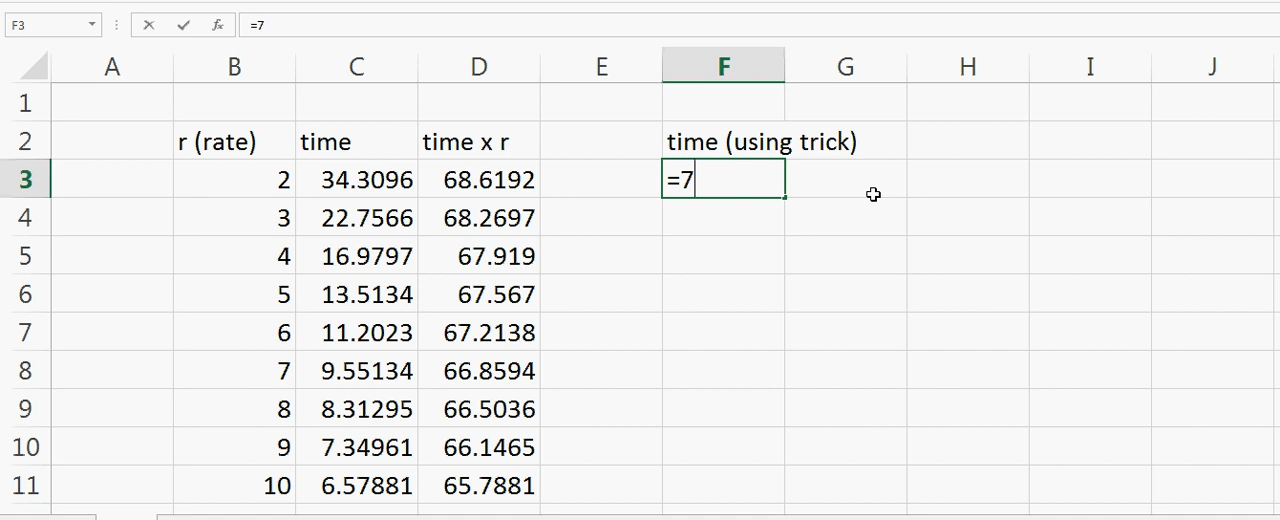 F3 fx =7
A B C D E F G H I J
1
2 r (rate) time time x r time (using trick)
3 2 34.3096 68.6192 =7
4 3 22.7566 68.2697
5 4 16.9797 67.919
6 5 13.5134 67.567
7 6 11.2023 67.2138
8 7 9.55134 66.8594
9 8 8.31295 66.5036
10 9 7.34961 66.1465
11 10 6.57881 65.7881